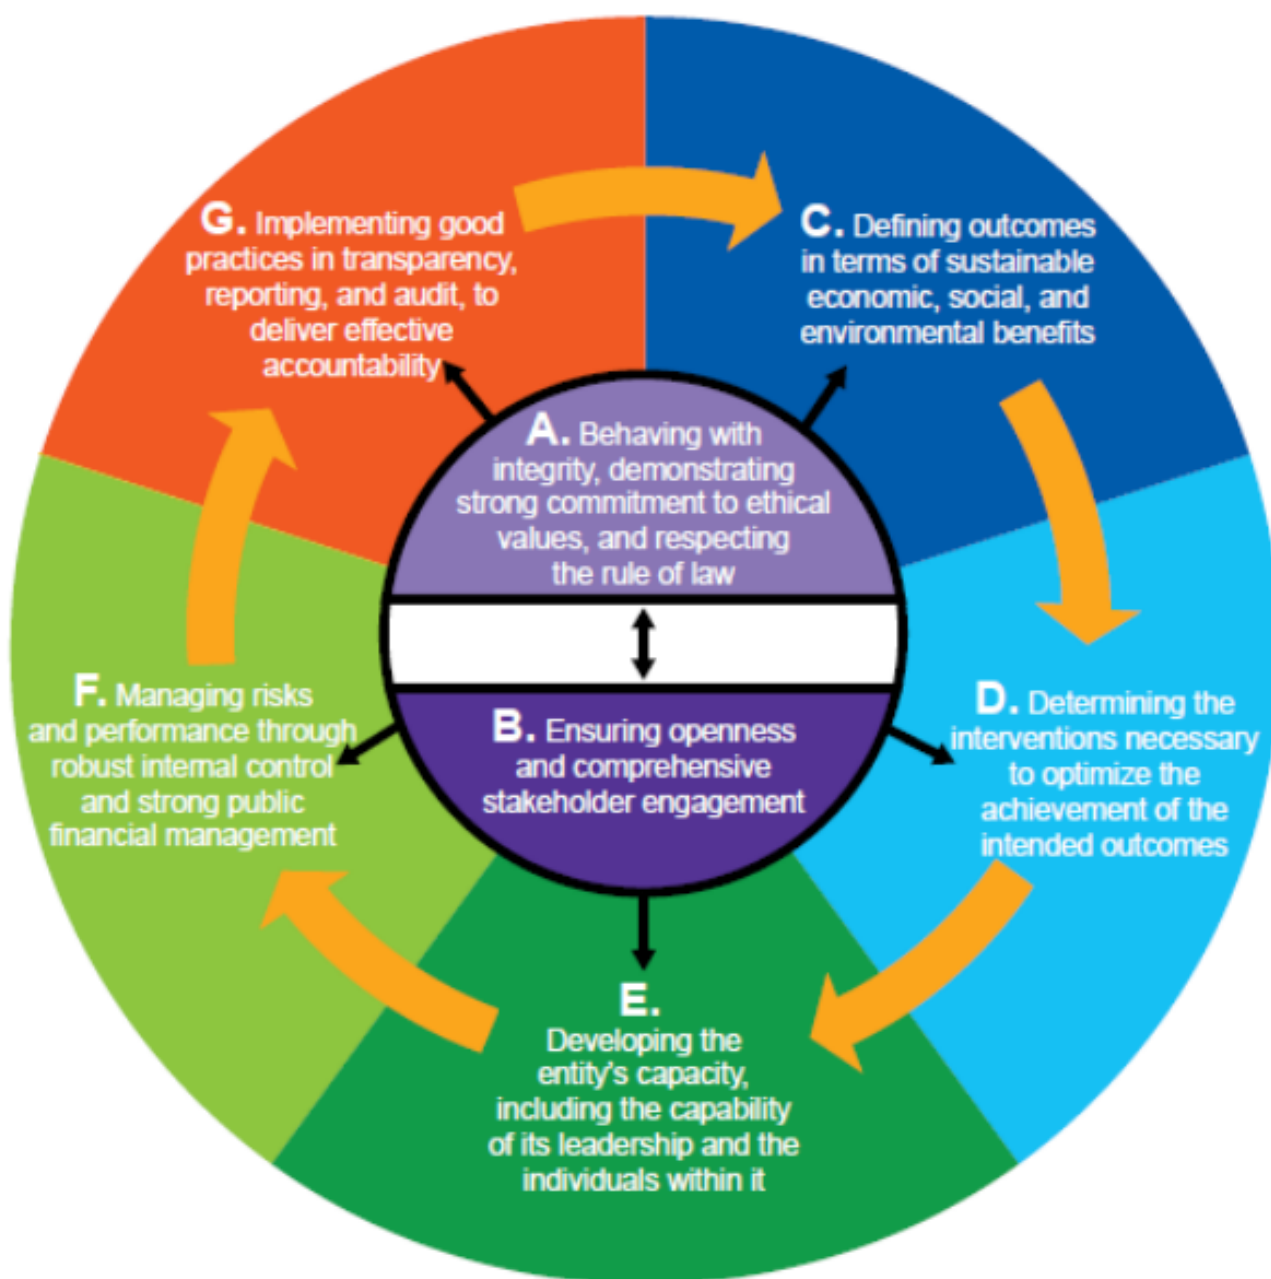 G. Implementing good
practices in transparency,
reporting, and audit, to
deliver effective
accountability
C. Defining outcomes
in terms of sustainable
economic, social, and
environmental benefits
A. Behaving with
integrity, demonstrating
strong commitment to ethical
values, and respecting
the rule of law
F. Managing risks
and performance through
robust internal control
and strong public
financial management
B. Ensuring openness
and comprehensive
stakeholder engagement
D. Determining the
interventions necessary
to optimize the
achievement of the
intended outcomes
E.
Developing the
entity's capacity,
including the capability
of its leadership and the
individuals within it